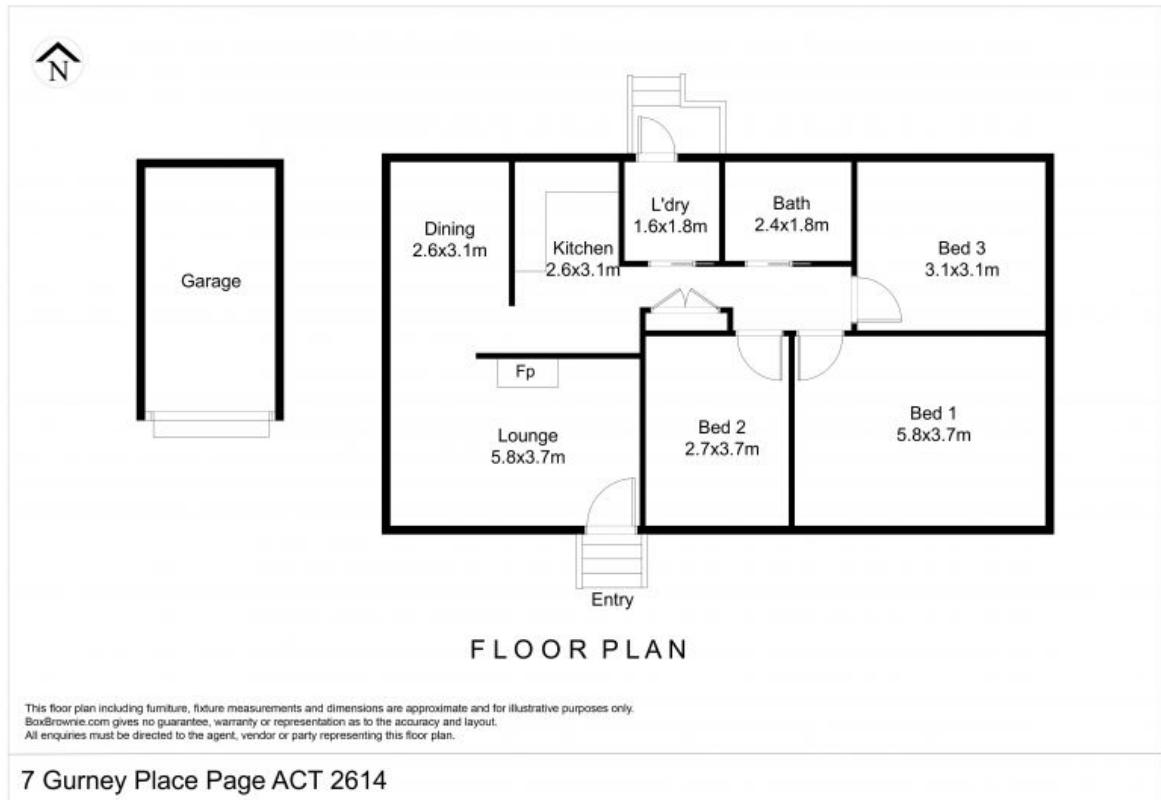 N
Garage
Dining
2.6x3.1m
Kitchen
2.6x3.1m
L'dry
1.6x1.8m
Bath
2.4x1.8m
Bed 3
3.1x3.1m
Fp
Lounge
5.8x3.7m
Bed 2
2.7x3.7m
Bed 1
5.8x3.7m
Entry
FLOOR PLAN
This floor plan including furniture, fixture measurements and dimensions are approximate and for illustrative purposes only.
BoxBrownie.com gives no guarantee, warranty or representation as to the accuracy and layout.
All enquiries must be directed to the agent, vendor or party representing this floor plan.
7 Gurney Place Page ACT 2614